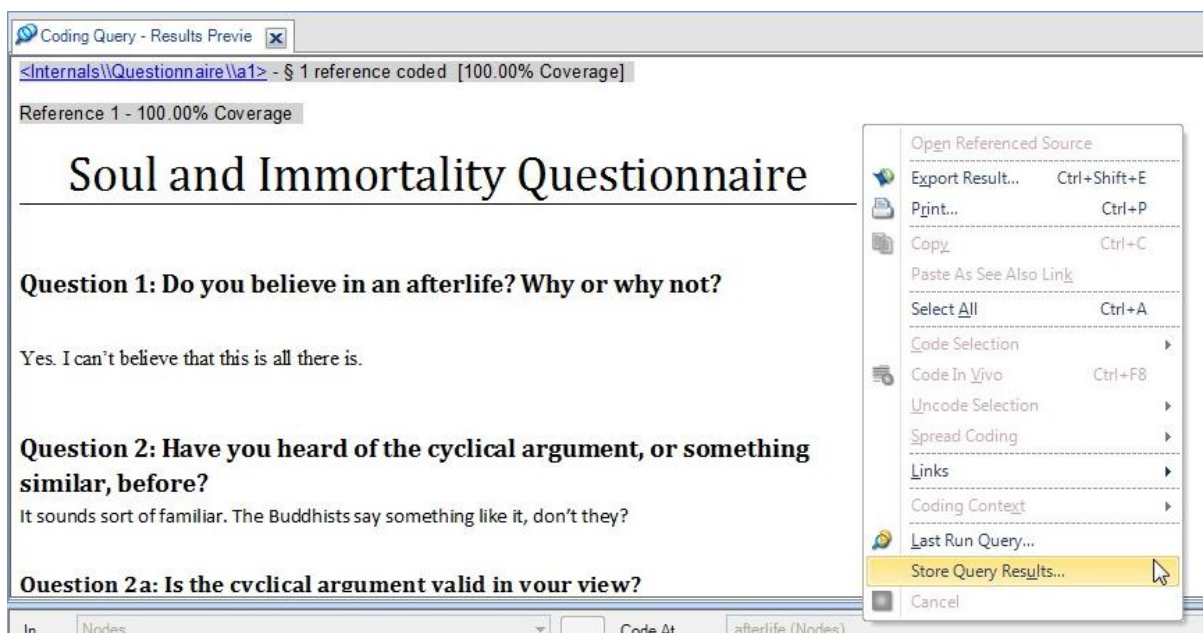 Coding Query - Results Previe
<Internals\\Questionnaire\\a1> - § 1 reference coded [100.00% Coverage]
Reference 1 - 100.00% Coverage
Soul and Immortality Questionnaire
Question 1: Do you believe in an afterlife? Why or why not?
Yes. I can't believe that this is all there is.
Question 2: Have you heard of the cyclical argument, or something
similar, before?
It sounds sort of familiar. The Buddhists say something like it, don't they?
Question 2a: Is the cyclical argument valid in your view?
Open Referenced Source
Export Result... Ctrl+Shift+E
Print... Ctrl+P
Copy Ctrl+C
Paste As See Also Link
Select All Ctrl+A
Code Selection
Code In Vivo Ctrl+F8
Uncode Selection
Spread Coding
Links
Coding Context
Last Run Query...
Store Query Results...
Cancel
In Nodes Code At afterlife (Nodes)